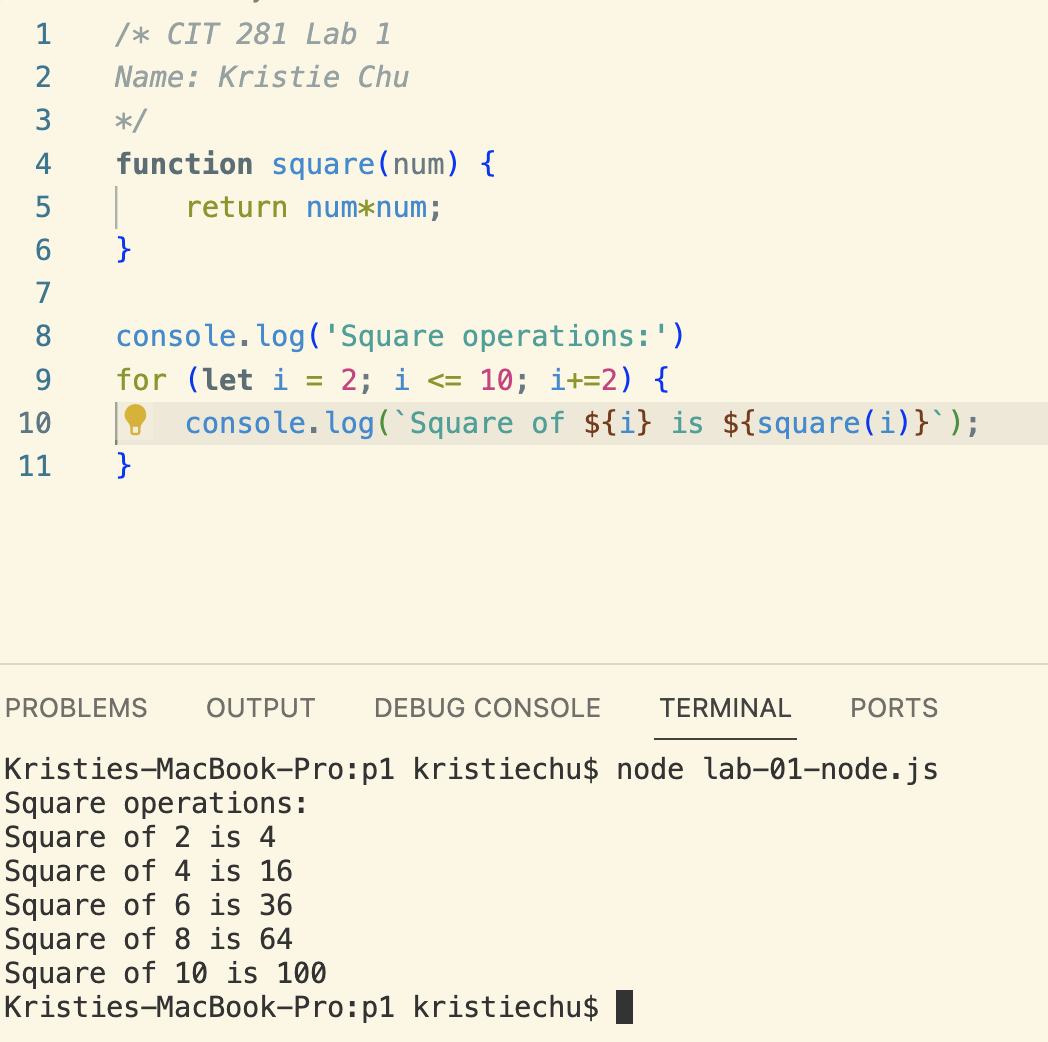 1 /* CIT 281 Lab 1
2 Name: Kristie Chu
3 */
4 function square(num) {
5     return num*num;
6 }
7
8 console.log('Square operations:')
9 for (let i = 2; i <= 10; i+=2) {
10     console.log(`Square of ${i} is ${square(i)}`);
11 }
PROBLEMS OUTPUT DEBUG CONSOLE TERMINAL PORTS
Kristies-MacBook-Pro:p1 kristiechu$ node lab-01-node.js
Square operations:
Square of 2 is 4
Square of 4 is 16
Square of 6 is 36
Square of 8 is 64
Square of 10 is 100
Kristies-MacBook-Pro:p1 kristiechu$